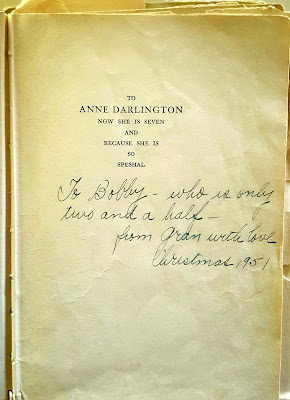 TO
ANNE DARLINGTON
NOW SHE IS SEVEN
AND
BECAUSE SHE IS
SO
SPESHAL
To Bobby - who is only
two and a half -
from Gran with love
Christmas 1951